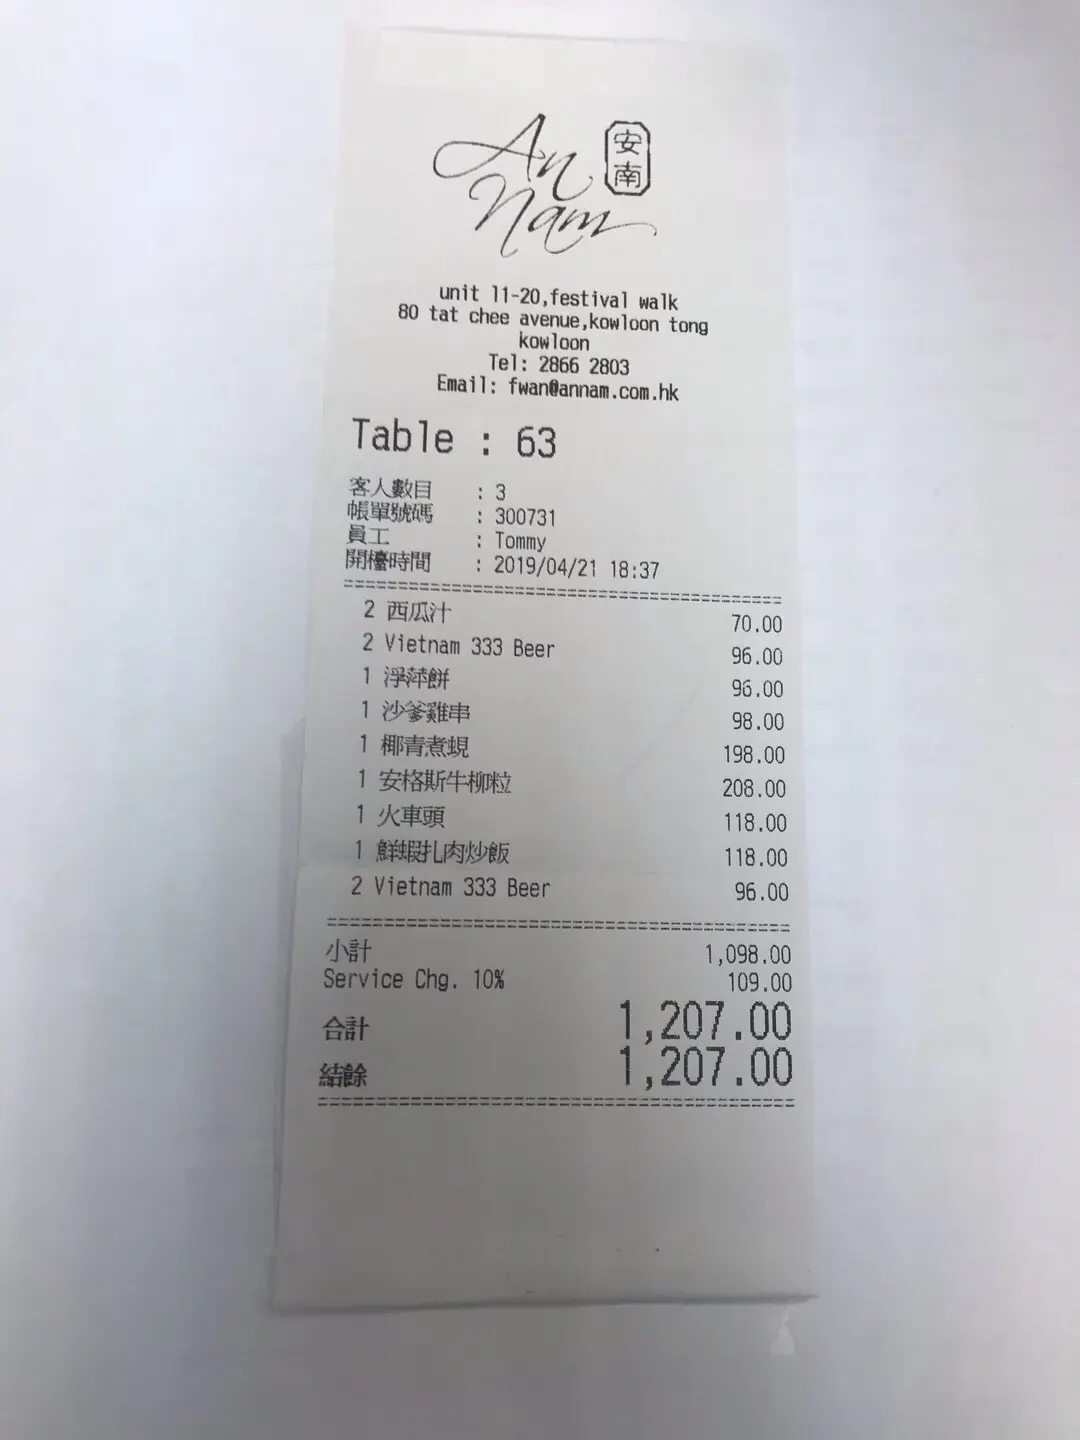 An Nam 安南
unit l1-20,festival walk
80 tat chee avenue,kowloon tong
kowloon
Tel: 2866 2803
Email: fwan@annam.com.hk
Table : 63
客人數目 : 3
帳單號碼 : 300731
員工 : Tommy
開檯時間 : 2019/04/21 18:37
2 西瓜汁 70.00
2 Vietnam 333 Beer 96.00
1 浮萍餅 96.00
1 沙爹雞串 98.00
1 椰青煮蜆 198.00
1 安格斯牛柳粒 208.00
1 火車頭 118.00
1 鮮蝦扎肉炒飯 118.00
2 Vietnam 333 Beer 96.00
小計 1,098.00
Service Chg. 10% 109.00
合計 1,207.00
結餘 1,207.00